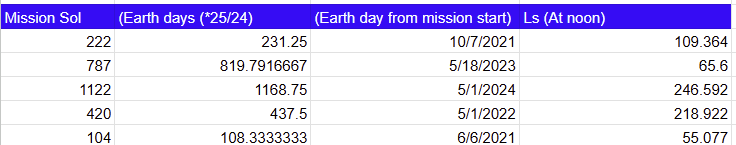 Mission Sol (Earth days (*25/24) (Earth day from mission start) Ls (At noon)
222 231.25 10/7/2021 109.364
787 819.7916667 5/18/2023 65.6
1122 1168.75 5/1/2024 246.592
420 437.5 5/1/2022 218.922
104 108.3333333 6/6/2021 55.077